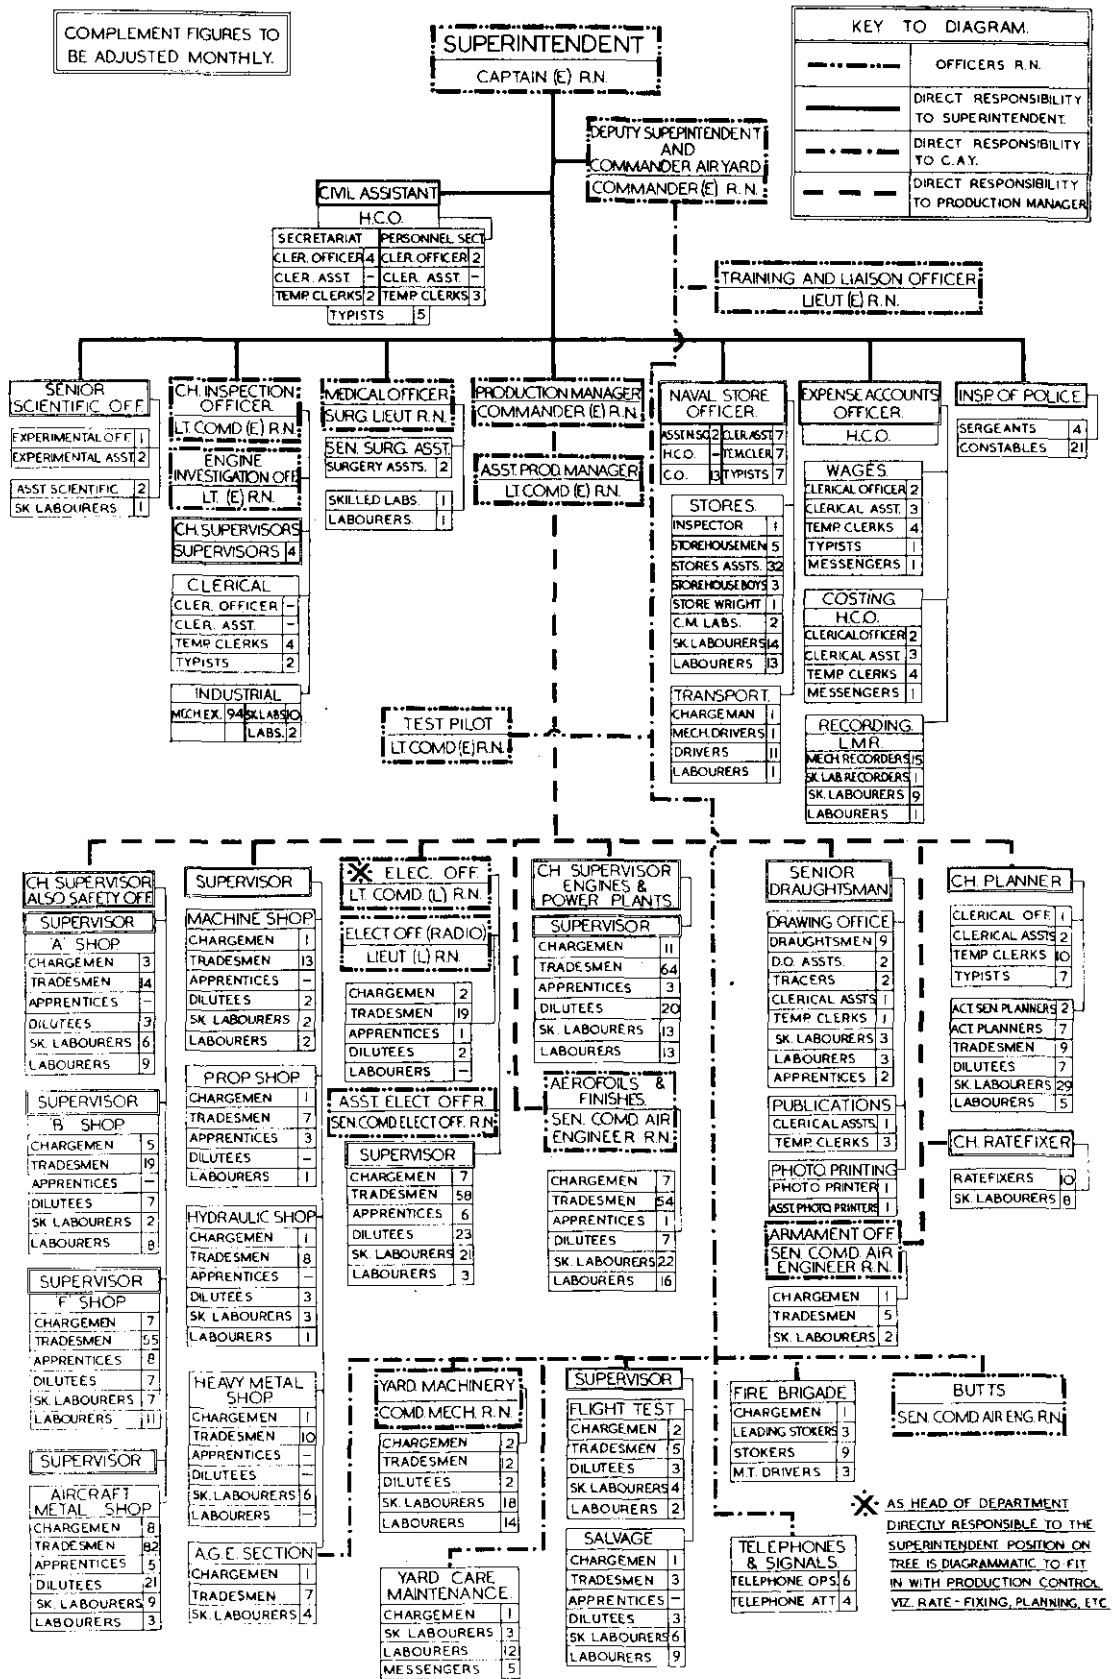 COMPLEMENT FIGURES TO
BE ADJUSTED MONTHLY.
SUPERINTENDENT
CAPTAIN (E) R.N.
KEY TO DIAGRAM.
OFFICERS R.N.
DIRECT RESPONSIBILITY
TO SUPERINTENDENT.
DIRECT RESPONSIBILITY
TO C.A.Y.
DIRECT RESPONSIBILITY
TO PRODUCTION MANAGER
DEPUTY SUPERINTENDENT
AND
COMMANDER AIR YARD
COMMANDER (E) R.N.
CIVIL ASSISTANT
H.C.O.
SECRETARIAT PERSONNEL SECT
CLER. OFFICER 4 CLER. OFFICER 2
CLER. ASST. – CLER. ASST. –
TEMP. CLERKS 2 TEMP. CLERKS 3
TYPISTS 5
TRAINING AND LIAISON OFFICER
LIEUT (E) R.N.
SENIOR
SCIENTIFIC OFF.
EXPERIMENTAL OFF. 1
EXPERIMENTAL ASST 2
ASST SCIENTIFIC 2
SK LABOURERS 1
CH. INSPECTION
OFFICER.
LT. COMD (E) R.N.
ENGINE
INVESTIGATION OFF.
LT. (E) R.N.
CH. SUPERVISORS
SUPERVISORS 4
CLERICAL
CLER. OFFICER –
CLER. ASST. –
TEMP CLERKS 4
TYPISTS 2
INDUSTRIAL
MCH EX. 94 SK.LABS 10
LABS. 2
MEDICAL OFFICER
SURG LIEUT R.N.
SEN. SURG. ASST.
SURGERY ASSTS. 2
SKILLED LABS. 1
LABOURERS. 1
PRODUCTION MANAGER
COMMANDER (E) R.N.
ASST. PROD. MANAGER
LT COMD (E) R.N.
NAVAL STORE
OFFICER.
ASST N.S.O. 2 CLER.ASST. 7
H.C.O. – TEM.CLER 7
C.O. 13 TYPISTS 7
STORES.
INSPECTOR 1
STOREHOUSEMEN 5
STORES ASSTS. 32
STOREHOUSE BOYS 3
STORE WRIGHT 1
C.M. LABS. 2
SK LABOURERS 14
LABOURERS 13
TRANSPORT.
CHARGEMAN 1
MECH. DRIVERS 1
DRIVERS 11
LABOURERS 1
EXPENSE ACCOUNTS
OFFICER.
H.C.O.
WAGES.
CLERICAL OFFICER 2
CLERICAL ASST. 3
TEMP. CLERKS 4
TYPISTS 1
MESSENGERS 1
COSTING
H.C.O.
CLERICAL OFFICER 2
CLERICAL ASST. 3
TEMP CLERKS 4
MESSENGERS 1
RECORDING.
L.M.R.
MECH RECORDERS 15
SK LAB RECORDERS 1
SK. LABOURERS 9
LABOURERS 1
INSP. OF POLICE
SERGEANTS 4
CONSTABLES 21
TEST PILOT
LT COMD (E) R.N.
CH. SUPERVISOR
ALSO SAFETY OFF.
SUPERVISOR
'A' SHOP
CHARGEMEN 3
TRADESMEN 14
APPRENTICES –
DILUTEES 3
SK. LABOURERS 6
LABOURERS 9
SUPERVISOR
'B' SHOP
CHARGEMEN 5
TRADESMEN 19
APPRENTICES –
DILUTEES 7
SK LABOURERS 2
LABOURERS 8
SUPERVISOR
'F' SHOP
CHARGEMEN 7
TRADESMEN 55
APPRENTICES 8
DILUTEES 7
SK. LABOURERS 7
LABOURERS 11
SUPERVISOR
AIRCRAFT
METAL SHOP
CHARGEMEN 8
TRADESMEN 82
APPRENTICES 5
DILUTEES 21
SK. LABOURERS 9
LABOURERS 3
SUPERVISOR
MACHINE SHOP
CHARGEMEN 1
TRADESMEN 13
APPRENTICES –
DILUTEES 2
SK. LABOURERS 2
LABOURERS 2
PROP SHOP
CHARGEMEN 1
TRADESMEN 7
APPRENTICES 3
DILUTEES –
LABOURERS 1
HYDRAULIC SHOP
CHARGEMEN 1
TRADESMEN 8
APPRENTICES –
DILUTEES 3
SK LABOURERS 3
LABOURERS 1
HEAVY METAL
SHOP
CHARGEMEN 1
TRADESMEN 10
APPRENTICES –
DILUTEES –
SK. LABOURERS 6
LABOURERS –
A.G.E. SECTION
CHARGEMEN 1
TRADESMEN 7
SK. LABOURERS 4
※ ELEC. OFF.
LT. COMD. (L) R.N.
ELECT OFF (RADIO)
LIEUT (L) R.N.
CHARGEMEN 2
TRADESMEN 19
APPRENTICES 1
DILUTEES 2
LABOURERS –
ASST. ELECT OFFR.
SEN. COMD ELECT OFF. R.N.
SUPERVISOR
CHARGEMEN 7
TRADESMEN 58
APPRENTICES 6
DILUTEES 23
SK. LABOURERS 21
LABOURERS 3
CH SUPERVISOR
ENGINES &
POWER PLANTS.
SUPERVISOR
CHARGEMEN 11
TRADESMEN 64
APPRENTICES 3
DILUTEES 20
SK. LABOURERS 13
LABOURERS 13
AEROFOILS &
FINISHES.
SEN. COMD. AIR
ENGINEER R.N.
CHARGEMEN 7
TRADESMEN 54
APPRENTICES 1
DILUTEES 7
SK. LABOURERS 22
LABOURERS 16
SENIOR
DRAUGHTSMAN
DRAWING OFFICE
DRAUGHTSMEN 9
D.O. ASSTS. 2
TRACERS 2
CLERICAL ASSTS 1
TEMP. CLERKS 1
SK. LABOURERS 3
LABOURERS 3
APPRENTICES 2
PUBLICATIONS
CLERICAL ASSTS. 1
TEMP. CLERKS 3
PHOTO PRINTING
PHOTO PRINTER 1
ASST. PHOTO. PRINTERS 1
ARMAMENT OFF.
SEN. COMD. AIR
ENGINEER R.N.
CHARGEMEN 1
TRADESMEN 5
SK. LABOURERS 2
CH. PLANNER
CLERICAL OFF. 1
CLERICAL ASSTS 2
TEMP CLERKS 10
TYPISTS 7
ACT SEN PLANNERS 2
ACT PLANNERS 7
TRADESMEN 9
DILUTEES 7
SK. LABOURERS 29
LABOURERS 5
CH. RATEFIXER
RATEFIXERS 10
SK. LABOURERS 8
YARD. MACHINERY
COMD. MECH. R.N.
CHARGEMEN 2
TRADESMEN 12
DILUTEES 2
SK. LABOURERS 18
LABOURERS 14
YARD CARE
MAINTENANCE.
CHARGEMEN 1
SK LABOURERS 3
LABOURERS 12
MESSENGERS 5
SUPERVISOR
FLIGHT TEST
CHARGEMEN 2
TRADESMEN 5
DILUTEES 3
SK. LABOURERS 4
LABOURERS 2
SALVAGE
CHARGEMEN 1
TRADESMEN 3
APPRENTICES –
DILUTEES 3
SK LABOURERS 6
LABOURERS 9
FIRE BRIGADE
CHARGEMEN 1
LEADING STOKERS 3
STOKERS 9
M.T. DRIVERS 3
TELEPHONES
& SIGNALS.
TELEPHONE OPS. 6
TELEPHONE ATT 4
BUTTS
SEN. COMD AIR ENG. R.N.
※ AS HEAD OF DEPARTMENT
DIRECTLY RESPONSIBLE TO THE
SUPERINTENDENT POSITION ON
TREE IS DIAGRAMMATIC TO FIT
IN WITH PRODUCTION CONTROL
VIZ. RATE-FIXING, PLANNING, ETC